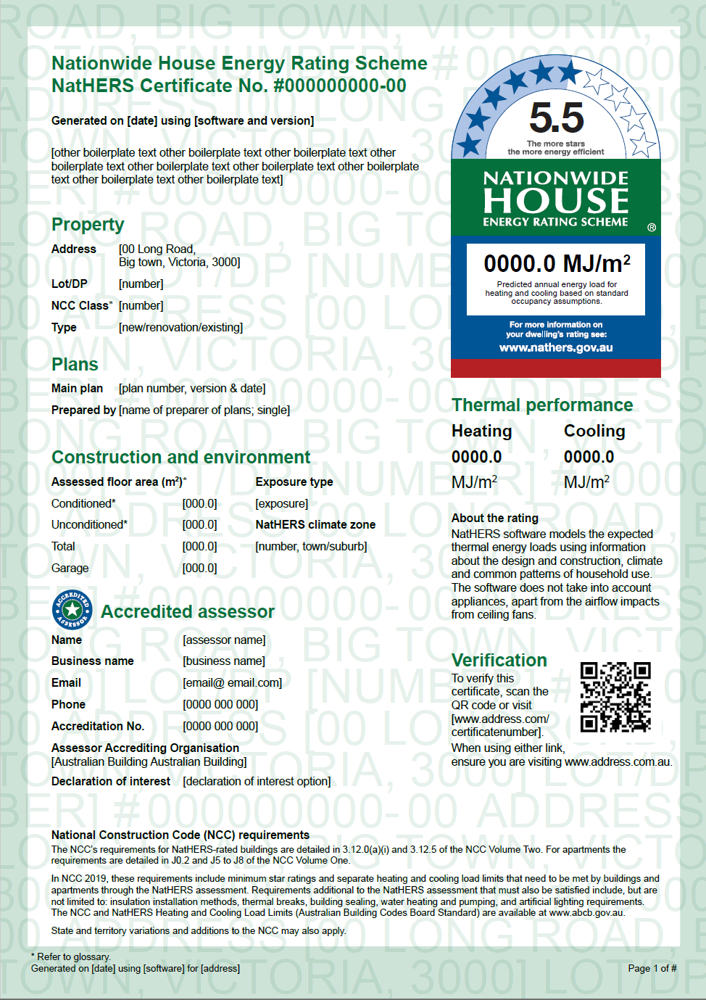 Nationwide House Energy Rating Scheme
NatHERS Certificate No. #000000000-00
Generated on [date] using [software and version]
[other boilerplate text other boilerplate text other boilerplate text other
boilerplate text other boilerplate text other boilerplate text other boilerplate
text other boilerplate text other boilerplate text]
Property
Address [00 Long Road,
Big town, Victoria, 3000]
Lot/DP [number]
NCC Class* [number]
Type [new/renovation/existing]
Plans
Main plan [plan number, version & date]
Prepared by [name of preparer of plans; single]
Construction and environment
Assessed floor area (m²)* Exposure type
Conditioned* [000.0] [exposure]
Unconditioned* [000.0] NatHERS climate zone
Total [000.0] [number, town/suburb]
Garage [000.0]
ACCREDITED ASSESSOR
Accredited assessor
Name [assessor name]
Business name [business name]
Email [email@ email.com]
Phone [0000 000 000]
Accreditation No. [0000 000 000]
Assessor Accrediting Organisation
[Australian Building Australian Building]
Declaration of interest [declaration of interest option]
5.5
The more stars
the more energy efficient
NATIONWIDE
HOUSE
ENERGY RATING SCHEME
®
0000.0 MJ/m²
Predicted annual energy load for
heating and cooling based on standard
occupancy assumptions.
For more information on
your dwelling's rating see:
www.nathers.gov.au
Thermal performance
Heating Cooling
0000.0 0000.0
MJ/m² MJ/m²
About the rating
NatHERS software models the expected
thermal energy loads using information
about the design and construction, climate
and common patterns of household use.
The software does not take into account
appliances, apart from the airflow impacts
from ceiling fans.
Verification
To verify this
certificate, scan the
QR code or visit
[www.address.com/
certificatenumber].
When using either link,
ensure you are visiting www.address.com.au.
National Construction Code (NCC) requirements
The NCC's requirements for NatHERS-rated buildings are detailed in 3.12.0(a)(i) and 3.12.5 of the NCC Volume Two. For apartments the
requirements are detailed in J0.2 and J5 to J8 of the NCC Volume One.
In NCC 2019, these requirements include minimum star ratings and separate heating and cooling load limits that need to be met by buildings and
apartments through the NatHERS assessment. Requirements additional to the NatHERS assessment that must also be satisfied include, but are
not limited to: insulation installation methods, thermal breaks, building sealing, water heating and pumping, and artificial lighting requirements.
The NCC and NatHERS Heating and Cooling Load Limits (Australian Building Codes Board Standard) are available at www.abcb.gov.au.
State and territory variations and additions to the NCC may also apply.
* Refer to glossary.
Generated on [date] using [software] for [address] Page 1 of #